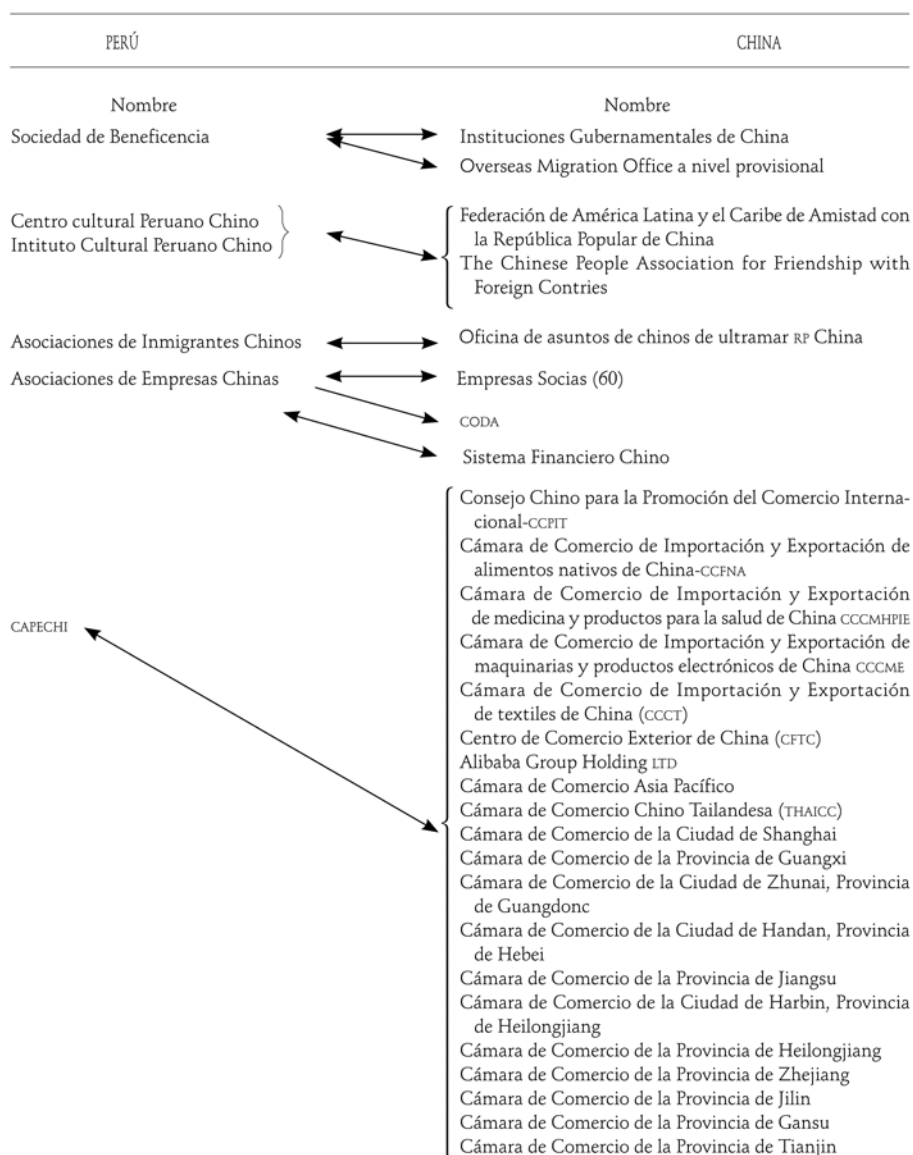 PERÚ CHINA
Nombre Nombre
Sociedad de Beneficencia Instituciones Gubernamentales de China
Overseas Migration Office a nivel provisional
Centro cultural Peruano Chino
Intituto Cultural Peruano Chino
Federación de América Latina y el Caribe de Amistad con
la República Popular de China
The Chinese People Association for Friendship with
Foreign Contries
Asociaciones de Inmigrantes Chinos Oficina de asuntos de chinos de ultramar RP China
Asociaciones de Empresas Chinas Empresas Socias (60)
CODA
Sistema Financiero Chino
CAPECHI
Consejo Chino para la Promoción del Comercio Interna-
cional-CCPIT
Cámara de Comercio de Importación y Exportación de
alimentos nativos de China-CCFNA
Cámara de Comercio de Importación y Exportación
de medicina y productos para la salud de China CCCMHPIE
Cámara de Comercio de Importación y Exportación de
maquinarias y productos electrónicos de China CCCME
Cámara de Comercio de Importación y Exportación
de textiles de China (CCCT)
Centro de Comercio Exterior de China (CFTC)
Alibaba Group Holding LTD
Cámara de Comercio Asia Pacífico
Cámara de Comercio Chino Tailandesa (THAICC)
Cámara de Comercio de la Ciudad de Shanghai
Cámara de Comercio de la Provincia de Guangxi
Cámara de Comercio de la Ciudad de Zhunai, Provincia
de Guangdonc
Cámara de Comercio de la Ciudad de Handan, Provincia
de Hebei
Cámara de Comercio de la Provincia de Jiangsu
Cámara de Comercio de la Ciudad de Harbin, Provincia
de Heilongjiang
Cámara de Comercio de la Provincia de Heilongjiang
Cámara de Comercio de la Provincia de Zhejiang
Cámara de Comercio de la Provincia de Jilin
Cámara de Comercio de la Provincia de Gansu
Cámara de Comercio de la Provincia de Tianjin